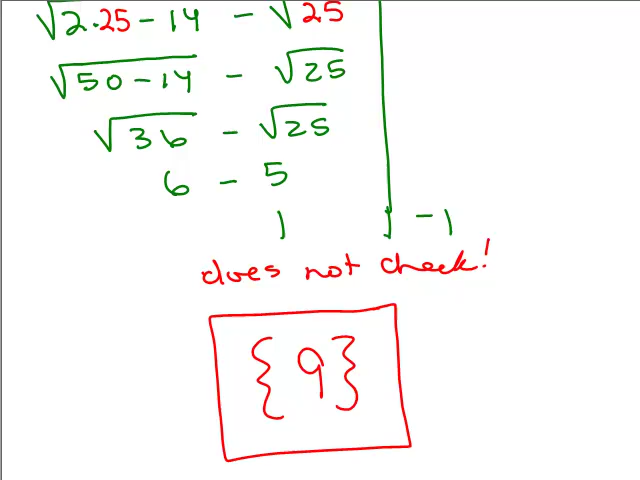 √2·25 − 14 − √25
√50 − 14 − √25
√36 − √25
6 − 5
1 −1
does not check!
{9}